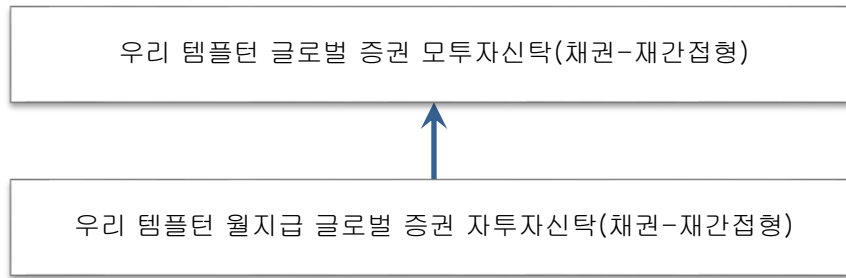 우리 템플턴 글로벌 증권 모투자신탁(채권-재간접형)
우리 템플턴 월지급 글로벌 증권 자투자신탁(채권-재간접형)